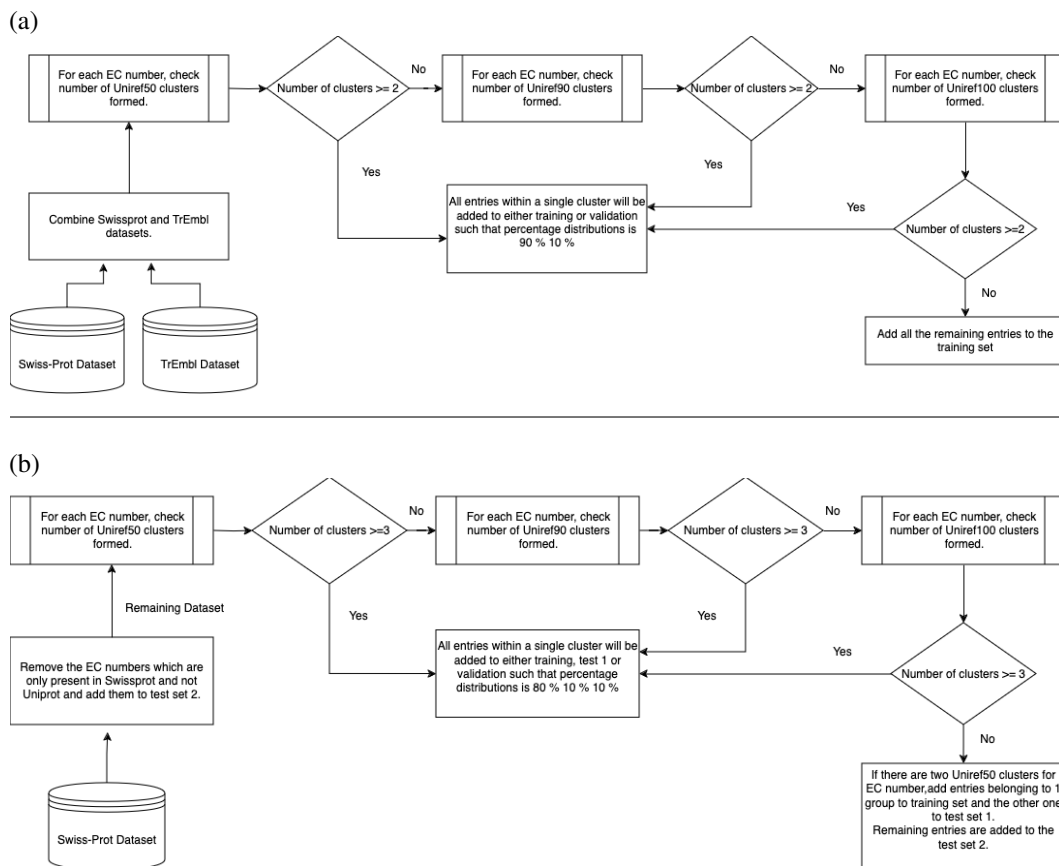 (a)
For each EC number, check
number of Uniref50 clusters
formed.
Number of clusters >= 2
No
For each EC number, check
number of Uniref90 clusters
formed.
Number of clusters >= 2
No
For each EC number, check
number of Uniref100 clusters
formed.
Yes
Yes
Combine Swissprot and TrEmbl
datasets.
All entries within a single cluster will be
added to either training or validation
such that percentage distributions is
90 % 10 %
Yes
Number of clusters >=2
No
Swiss-Prot Dataset
TrEmbl Dataset
Add all the remaining entries to the
training set
(b)
For each EC number, check
number of Uniref50 clusters
formed.
Number of clusters >=3
No
For each EC number, check
number of Uniref90 clusters
formed.
Number of clusters >= 3
No
For each EC number, check
number of Uniref100 clusters
formed.
Remaining Dataset
Yes
Yes
Remove the EC numbers which are
only present in Swissprot and not
Uniprot and add them to test set 2.
All entries within a single cluster will be
added to either training, test 1 or
validation such that percentage
distributions is 80 % 10 % 10 %
Yes
Number of clusters >= 3
No
Swiss-Prot Dataset
If there are two Uniref50 clusters for
EC number,add entries belonging to 1
group to training set and the other one
to test set 1.
Remaining entries are added to the
test set 2.